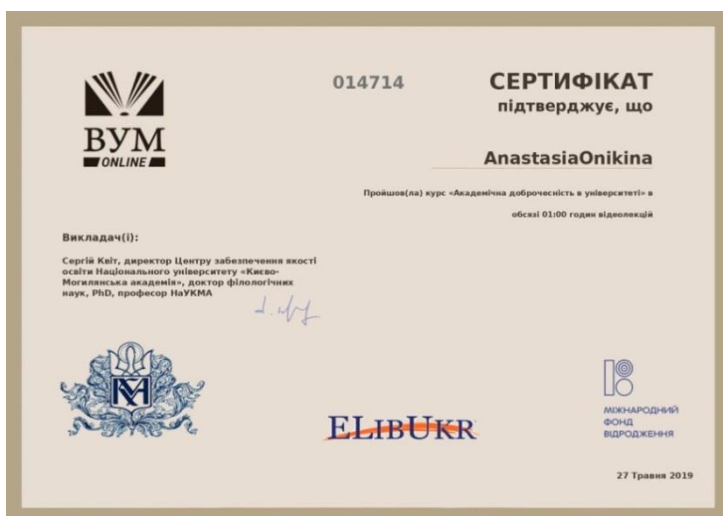 ВУМ
ONLINE
014714
СЕРТИФІКАТ
підтверджує, що
AnastasiaOnikina
Пройшов(ла) курс «Академічна доброчесність в університеті» в
обсязі 01:00 годин відеолекцій
Викладач(і):
Сергій Квіт, директор Центру забезпечення якості
освіти Національного університету «Києво-
Могилянська академія», доктор філологічних
наук, PhD, професор НаУКМА
ELIBUKR
МІЖНАРОДНИЙ
ФОНД
ВІДРОДЖЕННЯ
27 Травня 2019